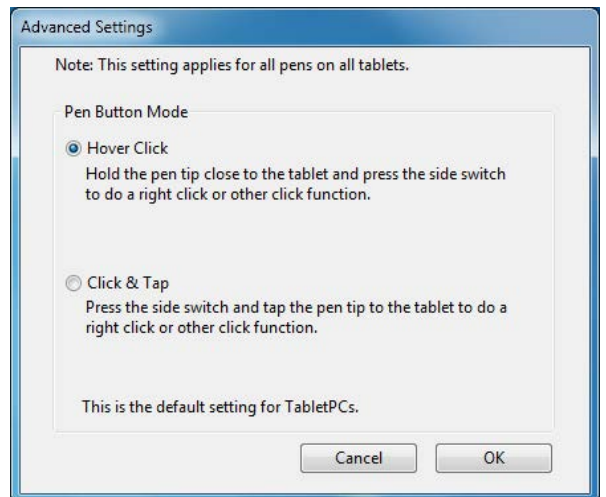 Advanced Settings
Note: This setting applies for all pens on all tablets.
Pen Button Mode
Hover Click
Hold the pen tip close to the tablet and press the side switch
to do a right click or other click function.
Click & Tap
Press the side switch and tap the pen tip to the tablet to do a
right click or other click function.
This is the default setting for TabletPCs.
Cancel OK